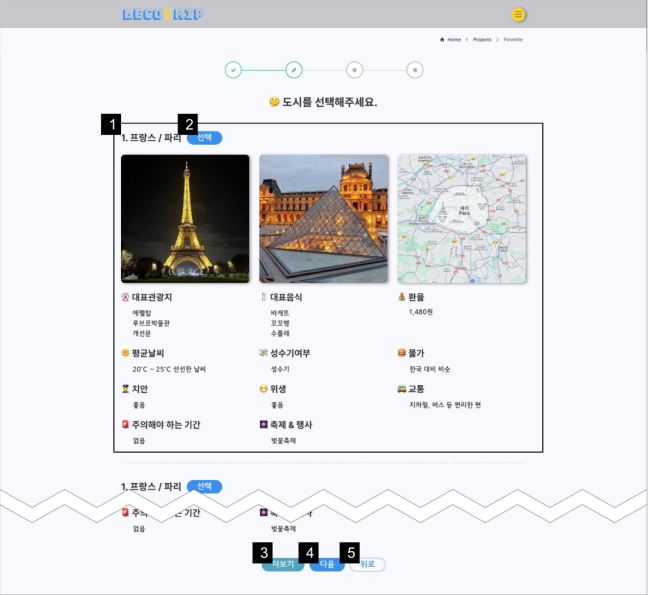 DECO TRIP
Home > Projects > Flowbite
도시를 선택해주세요.
1
2
1. 프랑스 / 파리 선택
파리
Paris
대표관광지
에펠탑
루브르박물관
개선문
대표음식
바게트
꼬꼬뱅
수플레
환율
1,480원
평균날씨
20°C ~ 25°C 선선한 날씨
성수기여부
성수기
물가
한국 대비 비슷
치안
좋음
위생
좋음
교통
지하철, 버스 등 편리한 편
주의해야 하는 기간
없음
축제 & 행사
벚꽃축제
1. 프랑스 / 파리 선택
없음
벚꽃축제
3
4
5
더보기
다음
뒤로